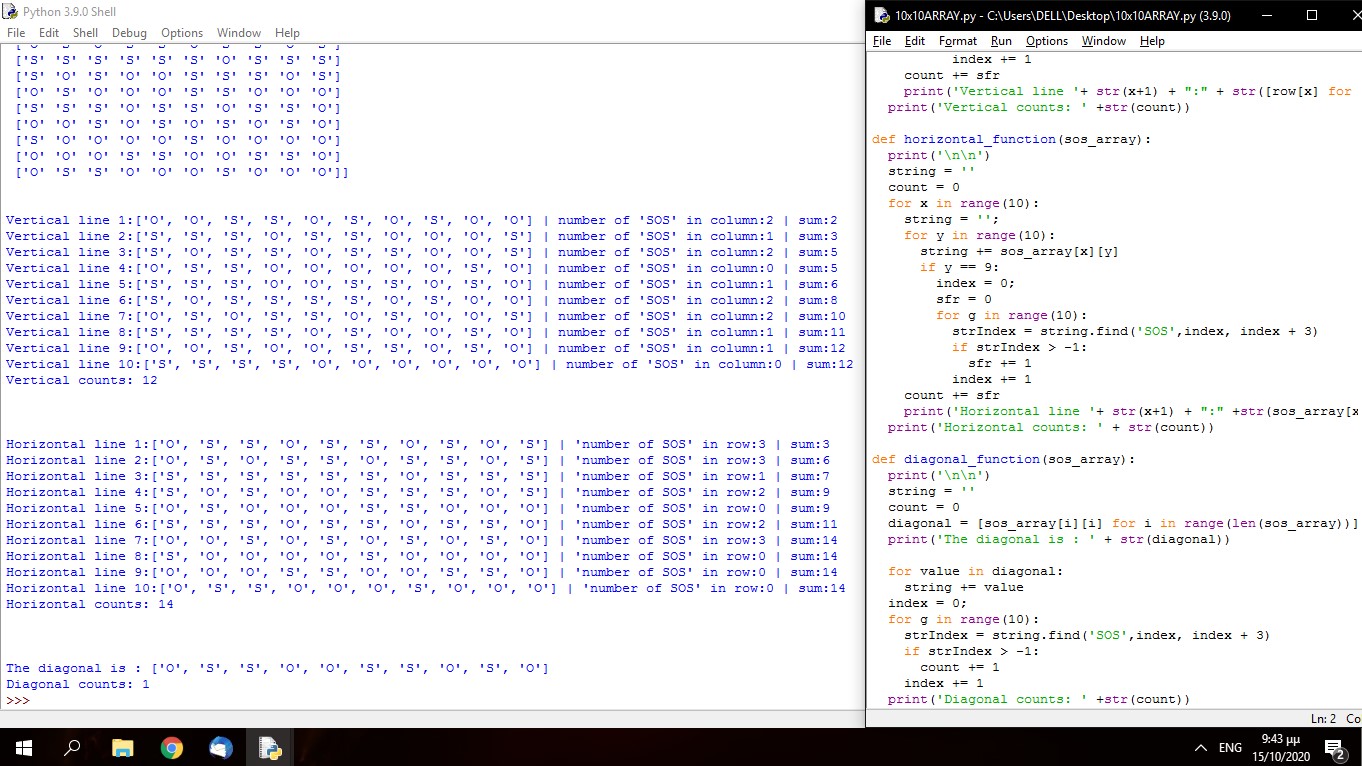 Python 3.9.0 Shell
File Edit Shell Debug Options Window Help
['S' 'O' 'S' 'S' 'S' 'S' 'O' 'S' 'S' 'S']
['S' 'O' 'S' 'O' 'O' 'S' 'O' 'S' 'O' 'S']
['O' 'S' 'O' 'O' 'O' 'S' 'O' 'S' 'O' 'O']
['S' 'S' 'S' 'O' 'S' 'S' 'O' 'S' 'O' 'O']
['O' 'O' 'S' 'O' 'S' 'O' 'S' 'O' 'S' 'O']
['S' 'O' 'O' 'O' 'O' 'S' 'O' 'O' 'O' 'O']
['O' 'O' 'O' 'S' 'S' 'O' 'O' 'S' 'S' 'O']
['O' 'S' 'S' 'O' 'O' 'O' 'S' 'O' 'O' 'O']]
Vertical line 1:['O', 'O', 'S', 'S', 'O', 'S', 'O', 'S', 'O', 'O'] | number of 'SOS' in column:2 | sum:2
Vertical line 2:['S', 'S', 'S', 'O', 'S', 'S', 'O', 'O', 'O', 'S'] | number of 'SOS' in column:1 | sum:3
Vertical line 3:['S', 'O', 'S', 'S', 'O', 'S', 'S', 'O', 'O', 'S'] | number of 'SOS' in column:2 | sum:5
Vertical line 4:['O', 'S', 'S', 'O', 'O', 'O', 'O', 'O', 'S', 'O'] | number of 'SOS' in column:0 | sum:5
Vertical line 5:['S', 'S', 'S', 'O', 'O', 'S', 'S', 'O', 'S', 'O'] | number of 'SOS' in column:1 | sum:6
Vertical line 6:['S', 'O', 'S', 'S', 'S', 'S', 'O', 'S', 'O', 'O'] | number of 'SOS' in column:2 | sum:8
Vertical line 7:['O', 'S', 'O', 'O', 'O', 'O', 'S', 'O', 'O', 'S'] | number of 'SOS' in column:2 | sum:10
Vertical line 8:['S', 'S', 'S', 'S', 'S', 'S', 'O', 'O', 'S', 'O'] | number of 'SOS' in column:1 | sum:11
Vertical line 9:['O', 'O', 'S', 'O', 'O', 'O', 'S', 'O', 'S', 'O'] | number of 'SOS' in column:1 | sum:12
Vertical line 10:['S', 'S', 'S', 'S', 'O', 'O', 'O', 'O', 'O', 'O'] | number of 'SOS' in column:0 | sum:12
Vertical counts: 12
Horizontal line 1:['O', 'S', 'S', 'O', 'S', 'S', 'O', 'S', 'O', 'S'] | 'number of SOS' in row:3 | sum:3
Horizontal line 2:['O', 'S', 'O', 'S', 'S', 'O', 'S', 'S', 'O', 'S'] | 'number of SOS' in row:3 | sum:6
Horizontal line 3:['S', 'S', 'S', 'S', 'S', 'S', 'O', 'S', 'S', 'S'] | 'number of SOS' in row:1 | sum:7
Horizontal line 4:['S', 'O', 'S', 'O', 'O', 'S', 'O', 'S', 'O', 'S'] | 'number of SOS' in row:2 | sum:9
Horizontal line 5:['O', 'S', 'O', 'O', 'O', 'S', 'O', 'S', 'O', 'O'] | 'number of SOS' in row:0 | sum:9
Horizontal line 6:['S', 'S', 'S', 'O', 'S', 'S', 'O', 'S', 'O', 'O'] | 'number of SOS' in row:2 | sum:11
Horizontal line 7:['O', 'O', 'S', 'O', 'S', 'O', 'S', 'O', 'S', 'O'] | 'number of SOS' in row:3 | sum:14
Horizontal line 8:['S', 'O', 'O', 'O', 'O', 'S', 'O', 'O', 'O', 'O'] | 'number of SOS' in row:0 | sum:14
Horizontal line 9:['O', 'O', 'O', 'S', 'S', 'O', 'O', 'S', 'S', 'O'] | 'number of SOS' in row:0 | sum:14
Horizontal line 10:['O', 'S', 'S', 'O', 'O', 'O', 'S', 'O', 'O', 'O'] | 'number of SOS' in row:0 | sum:14
Horizontal counts: 14
The diagonal is : ['O', 'S', 'S', 'O', 'O', 'S', 'S', 'O', 'S', 'O']
Diagonal counts: 1
>>>
10x10ARRAY.py - C:\Users\DELL\Desktop\10x10ARRAY.py (3.9.0)
File Edit Format Run Options Window Help
index += 1
count += sfr
print('Vertical line '+ str(x+1) + ":" + str([row[x] for
print('Vertical counts: ' +str(count))
def horizontal_function(sos_array):
print('\n\n')
string = ''
count = 0
for x in range(10):
string = '';
for y in range(10):
string += sos_array[x][y]
if y == 9:
index = 0;
sfr = 0
for g in range(10):
strIndex = string.find('SOS',index, index + 3)
if strIndex > -1:
sfr += 1
index += 1
count += sfr
print('Horizontal line '+ str(x+1) + ":" +str(sos_array[x
print('Horizontal counts: ' + str(count))
def diagonal_function(sos_array):
print('\n\n')
string = ''
count = 0
diagonal = [sos_array[i][i] for i in range(len(sos_array))]
print('The diagonal is : ' + str(diagonal))
for value in diagonal:
string += value
index = 0;
for g in range(10):
strIndex = string.find('SOS',index, index + 3)
if strIndex > -1:
count += 1
index += 1
print('Diagonal counts: ' +str(count))
Ln: 2 Co
ENG
9:43 μμ
15/10/2020
2